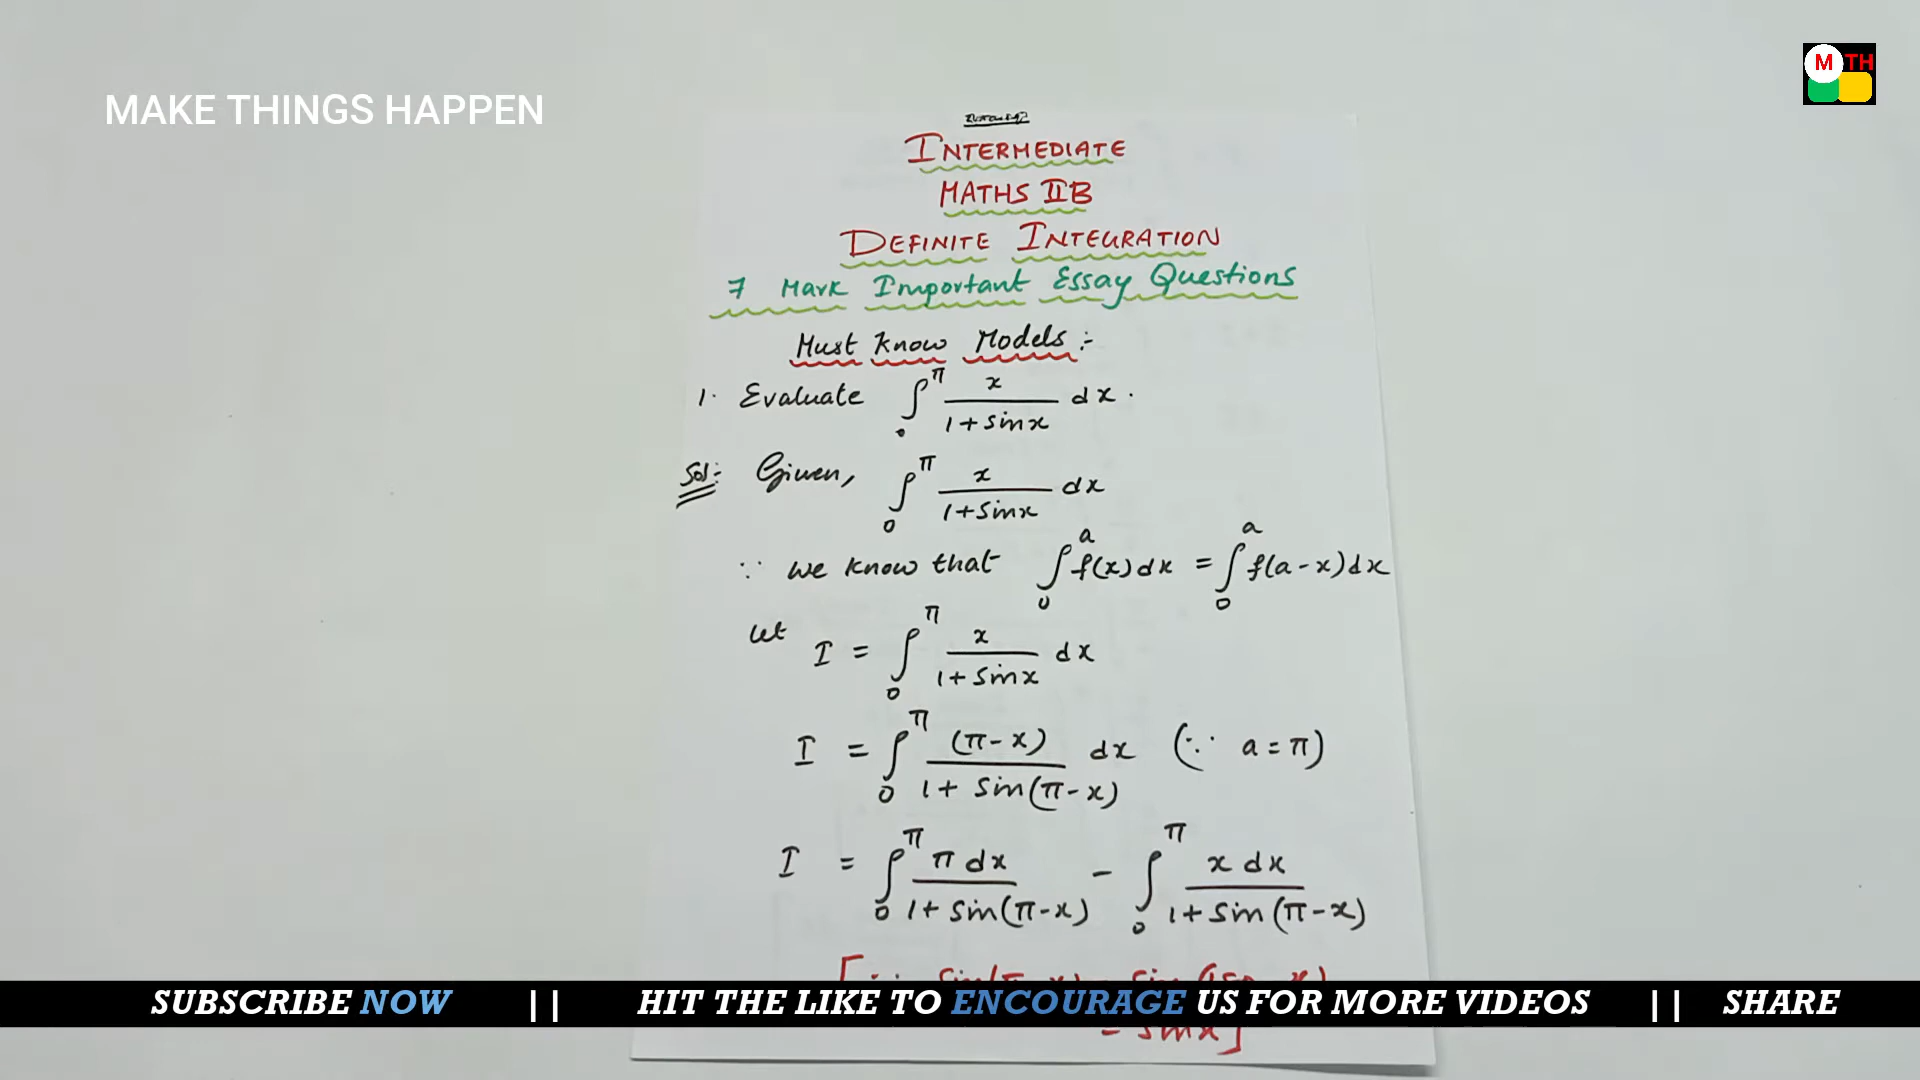 MAKE THINGS HAPPEN
M TH
INTERMEDIATE
MATHS IIB
DEFINITE INTEGRATION
7 Mark Important Essay Questions
Must Know Models :-
1. Evaluate ∫₀^π x/(1+sinx) dx.
Sol:- Given, ∫₀^π x/(1+sinx) dx
∵ we know that ∫₀^a f(x)dx = ∫₀^a f(a-x)dx
let I = ∫₀^π x/(1+sinx) dx
I = ∫₀^π (π-x)/(1+sin(π-x)) dx (∵ a=π)
I = ∫₀^π π dx/(1+sin(π-x)) - ∫₀^π x dx/(1+sin(π-x))
SUBSCRIBE NOW || HIT THE LIKE TO ENCOURAGE US FOR MORE VIDEOS || SHARE
= sinx]